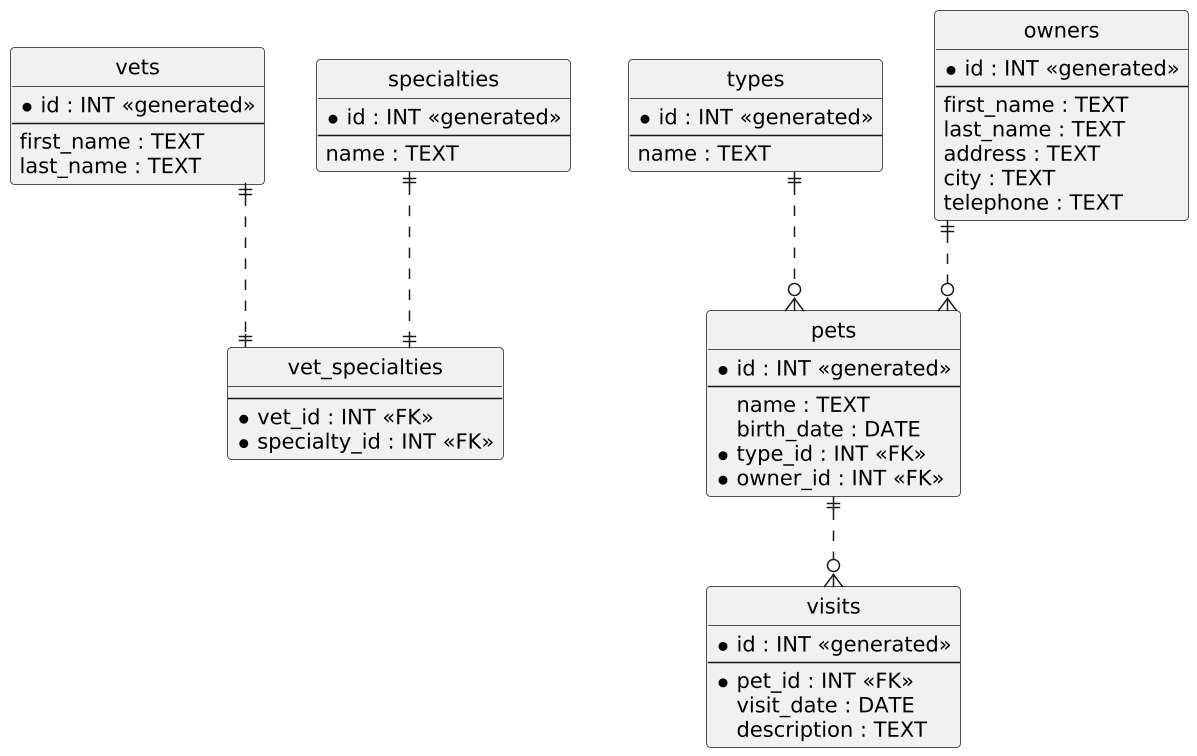 vets
id : INT «generated»
first_name : TEXT
last_name : TEXT
specialties
id : INT «generated»
name : TEXT
types
id : INT «generated»
name : TEXT
owners
id : INT «generated»
first_name : TEXT
last_name : TEXT
address : TEXT
city : TEXT
telephone : TEXT
vet_specialties
vet_id : INT «FK»
specialty_id : INT «FK»
pets
id : INT «generated»
name : TEXT
birth_date : DATE
type_id : INT «FK»
owner_id : INT «FK»
visits
id : INT «generated»
pet_id : INT «FK»
visit_date : DATE
description : TEXT